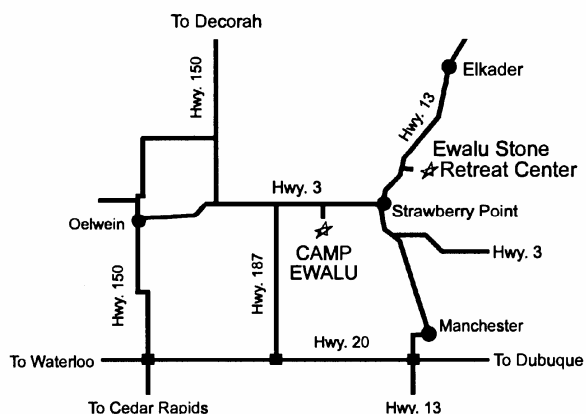 To Decorah
Hwy. 150
Elkader
Hwy. 13
Ewalu Stone
Retreat Center
Hwy. 3
Strawberry Point
Oelwein
CAMP
EWALU
Hwy. 3
Hwy. 150
Hwy. 187
Manchester
Hwy. 20
To Waterloo
To Dubuque
To Cedar Rapids
Hwy. 13